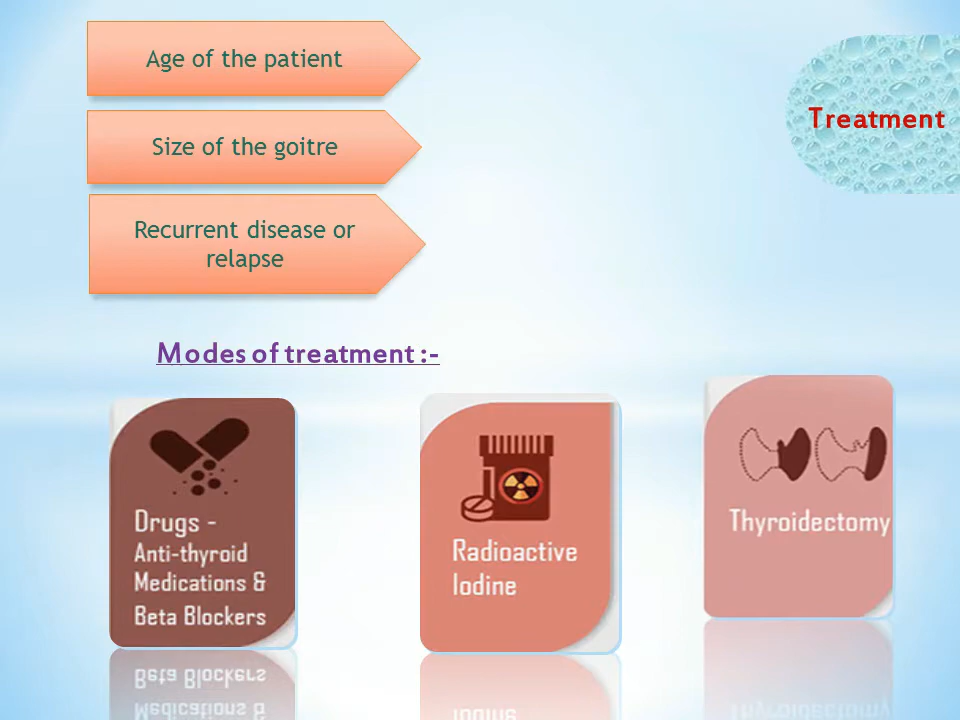 Age of the patient
Treatment
Size of the goitre
Recurrent disease or
relapse
Modes of treatment :-
Drugs -
Anti-thyroid
Medications &
Beta Blockers
Radioactive
Iodine
Thyroidectomy